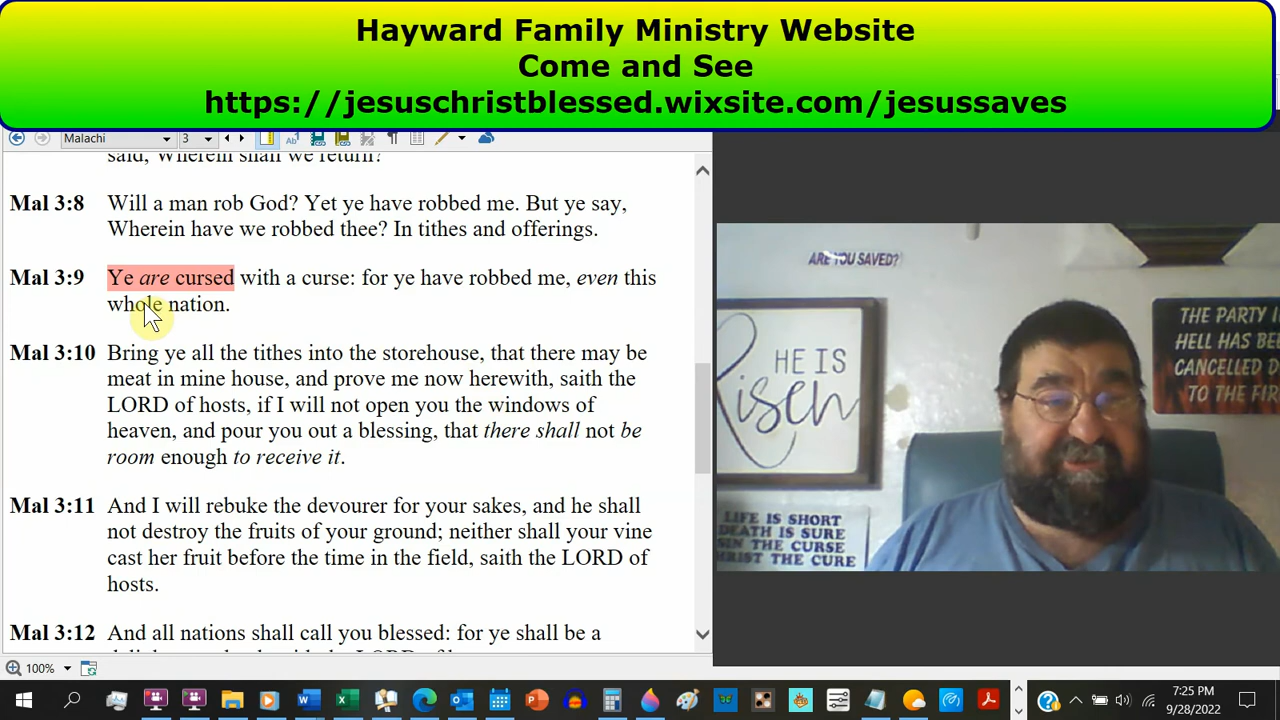 Hayward Family Ministry Website
Come and See
https://jesuschristblessed.wixsite.com/jesussaves
Malachi 3
said, Wherein shall we return?
Mal 3:8 Will a man rob God? Yet ye have robbed me. But ye say,
Wherein have we robbed thee? In tithes and offerings.
Mal 3:9 Ye are cursed with a curse: for ye have robbed me, even this
whole nation.
Mal 3:10 Bring ye all the tithes into the storehouse, that there may be
meat in mine house, and prove me now herewith, saith the
LORD of hosts, if I will not open you the windows of
heaven, and pour you out a blessing, that there shall not be
room enough to receive it.
Mal 3:11 And I will rebuke the devourer for your sakes, and he shall
not destroy the fruits of your ground; neither shall your vine
cast her fruit before the time in the field, saith the LORD of
hosts.
Mal 3:12 And all nations shall call you blessed: for ye shall be a
100%
ARE YOU SAVED?
HE IS
Risen
THE PARTY I
HELL HAS BEE
CANCELLED D
TO THE FIR
LIFE IS SHORT
DEATH IS SURE
SIN THE CURSE
CHRIST THE CURE
7:25 PM
9/28/2022